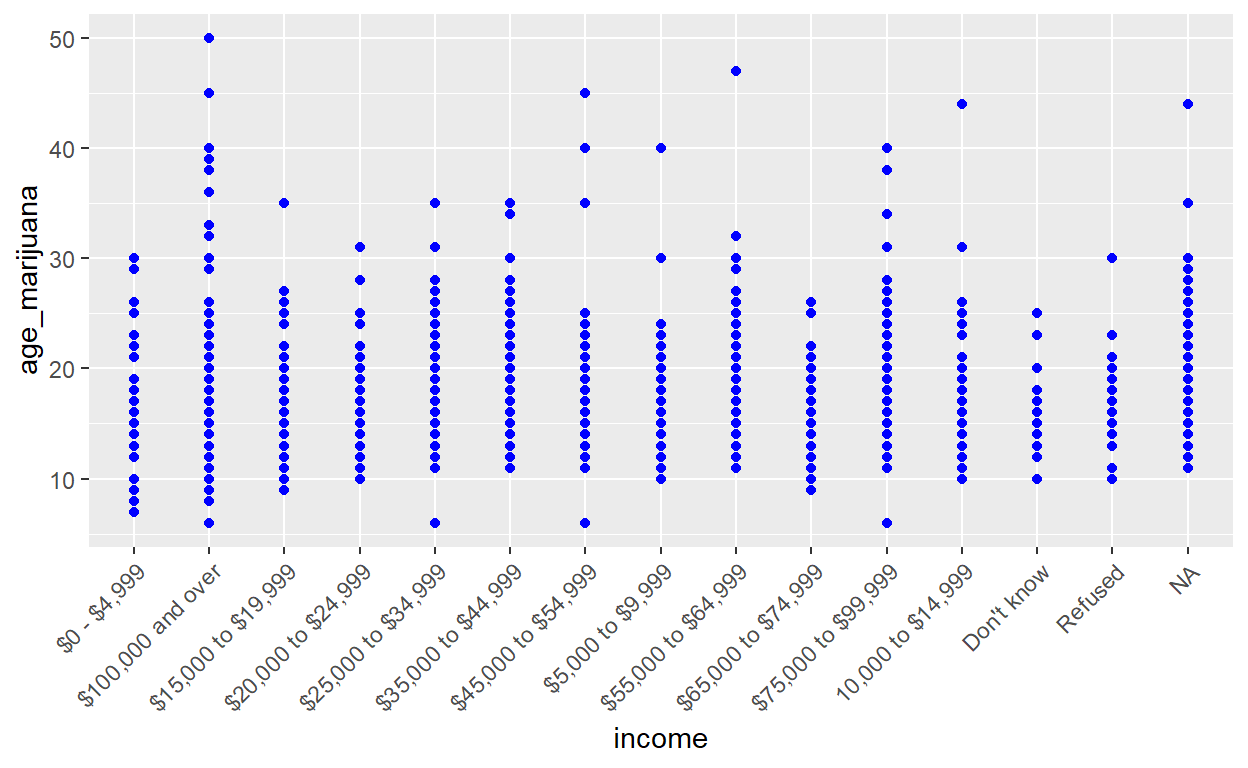 50
40
30
20
10
age_marijuana
$0 - $4,999
$100,000 and over
$15,000 to $19,999
$20,000 to $24,999
$25,000 to $34,999
$35,000 to $44,999
$45,000 to $54,999
$5,000 to $9,999
$55,000 to $64,999
$65,000 to $74,999
$75,000 to $99,999
10,000 to $14,999
Don't know
Refused
NA
income